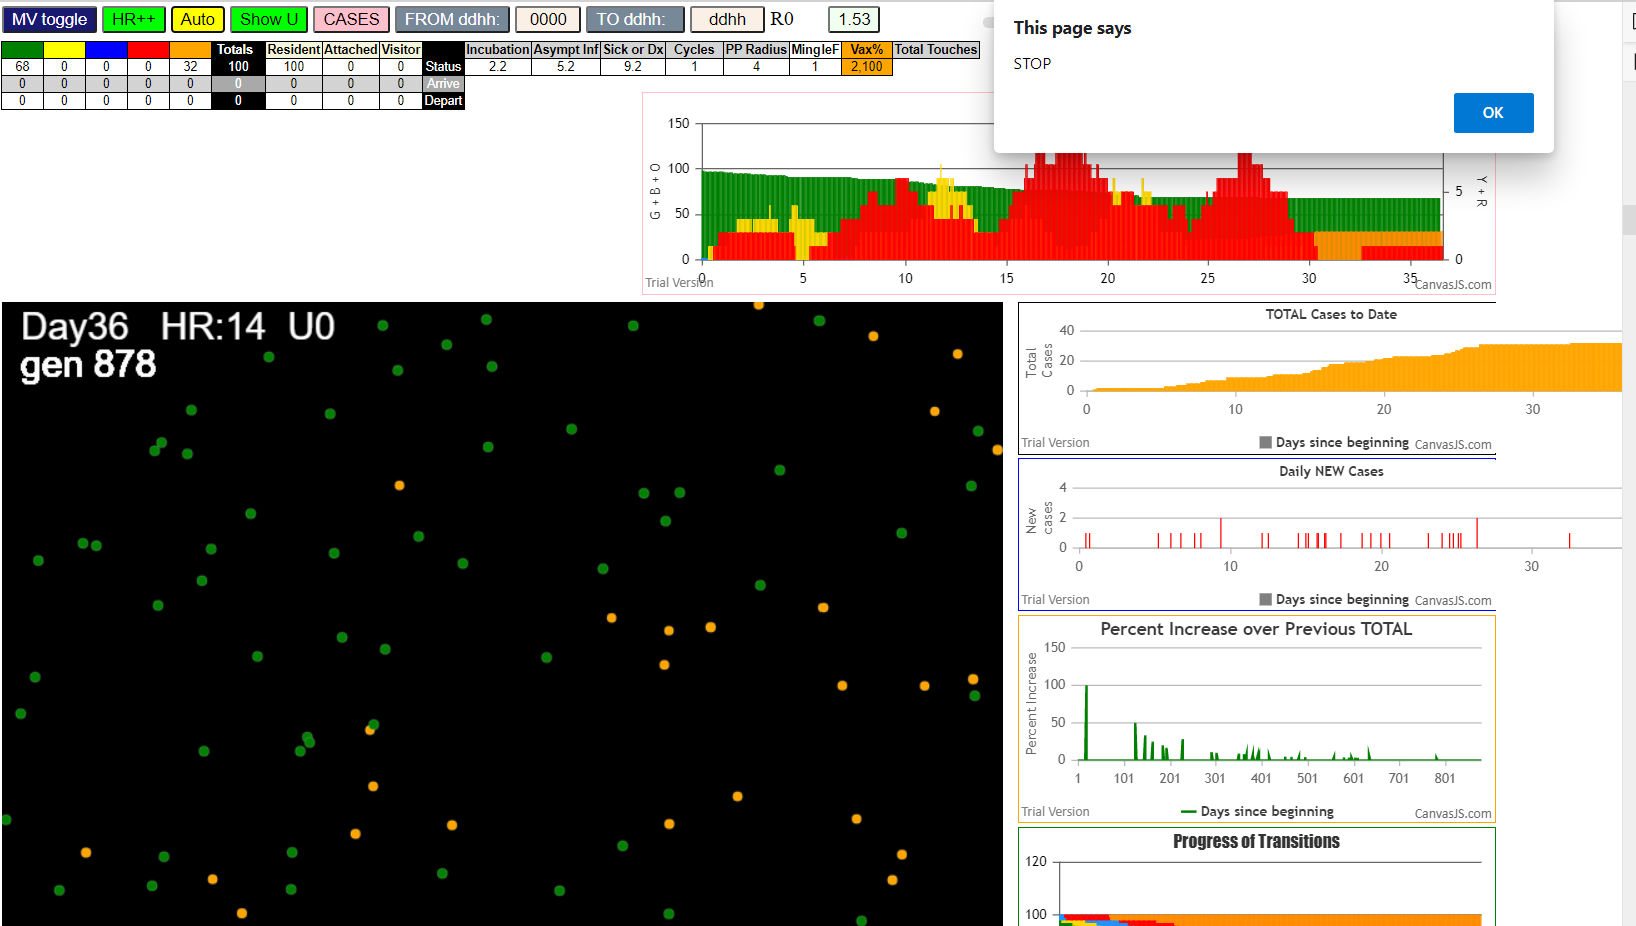 MV toggle HR++ Auto Show U CASES FROM ddhh: 0000 TO ddhh: ddhh R0 1.53
This page says
STOP
OK
Totals Resident Attached Visitor Incubation Asympt Inf Sick or Dx Cycles PP Radius MingleF Vax% Total Touches
68 0 0 0 32 100 100 0 0 Status 2.2 5.2 9.2 1 4 1 2,100
0 0 0 0 0 0 0 0 0 Arrive
0 0 0 0 0 0 0 0 0 Depart
150
100
50
0
G + B + O
5
0
Y + R
0 5 10 15 20 25 30 35
Trial Version CanvasJS.com
Day36 HR:14 U0
gen 878
TOTAL Cases to Date
40
20
0
Total Cases
0 10 20 30
Days since beginning
Trial Version CanvasJS.com
Daily NEW Cases
4
2
0
New cases
0 10 20 30
Days since beginning
Trial Version CanvasJS.com
Percent Increase over Previous TOTAL
150
100
50
0
Percent Increase
1 101 201 301 401 501 601 701 801
Days since beginning
Trial Version CanvasJS.com
Progress of Transitions
120
100